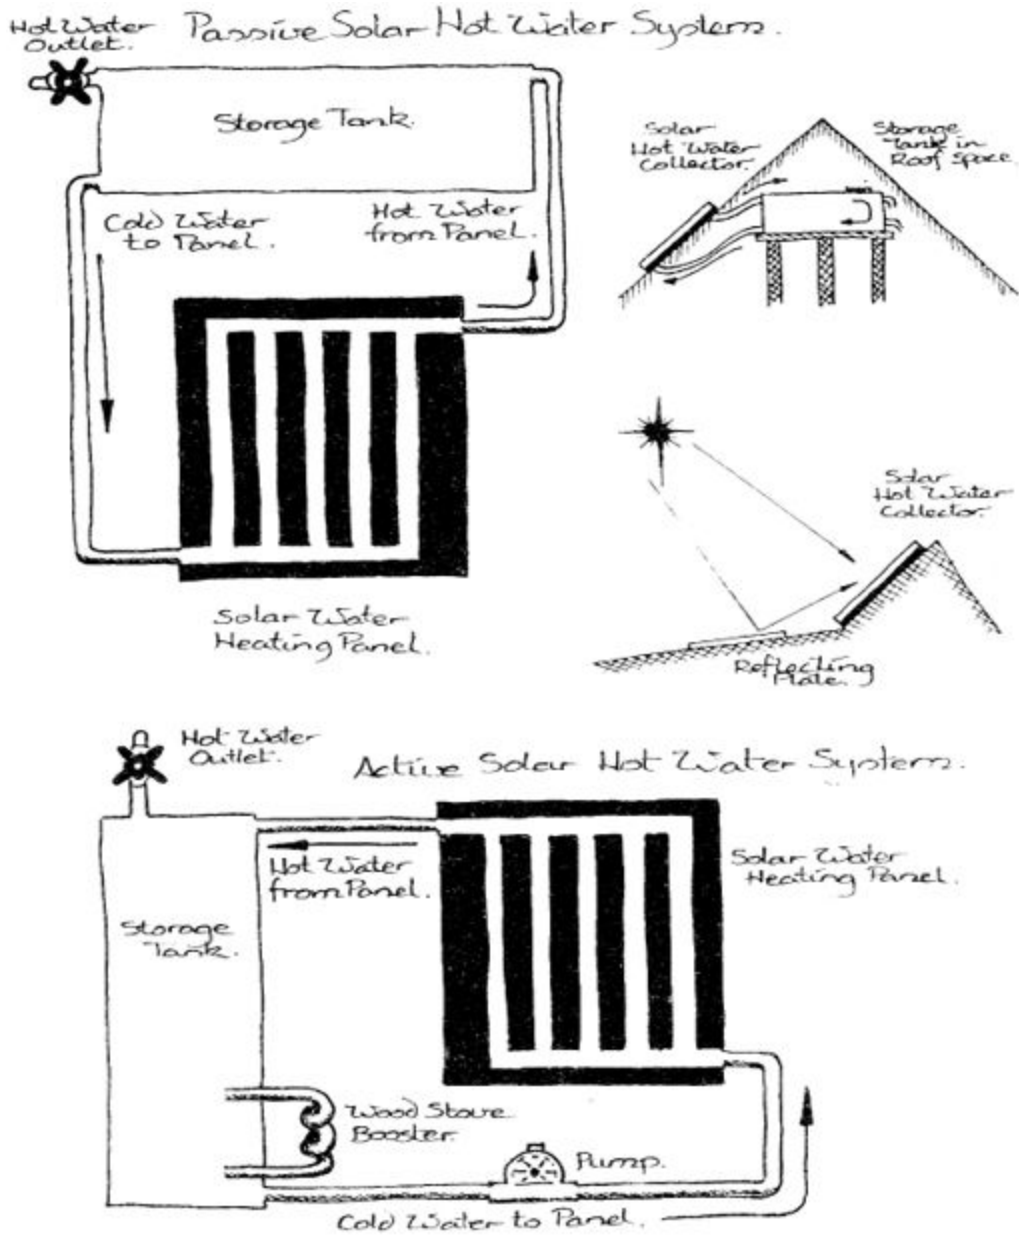 Hot Water
Outlet.
Passive Solar Hot Water System.
Storage Tank.
Cold Water
to Panel.
Hot Water
from Panel.
Solar Water
Heating Panel.
Solar
Hot Water
Collector.
Storage
Tank in
Roof Space.
Solar
Hot Water
Collector.
Reflecting
Plate.
Hot Water
Outlet.
Active Solar Hot Water System.
Hot Water
from Panel.
Solar Water
Heating Panel.
Storage
Tank.
Wood Stove
Booster.
Pump.
Cold Water to Panel.